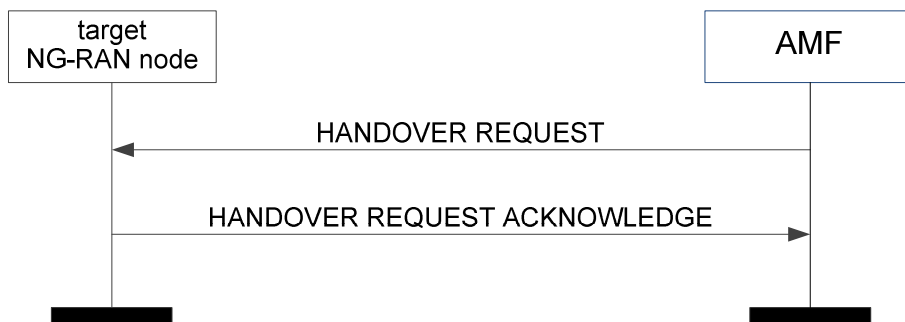 target
NG-RAN node
AMF
HANDOVER REQUEST
HANDOVER REQUEST ACKNOWLEDGE